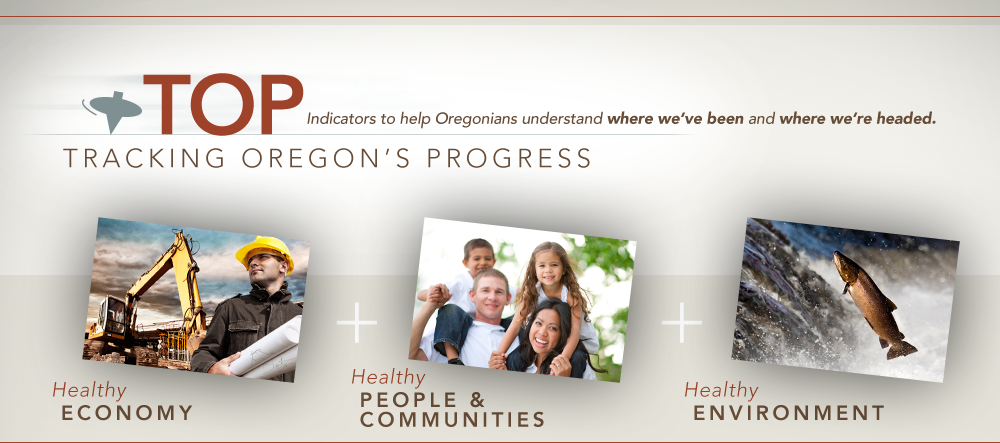 TOP
Indicators to help Oregonians understand where we've been and where we're headed.
TRACKING OREGON'S PROGRESS
Healthy
ECONOMY
Healthy
PEOPLE &
COMMUNITIES
Healthy
ENVIRONMENT